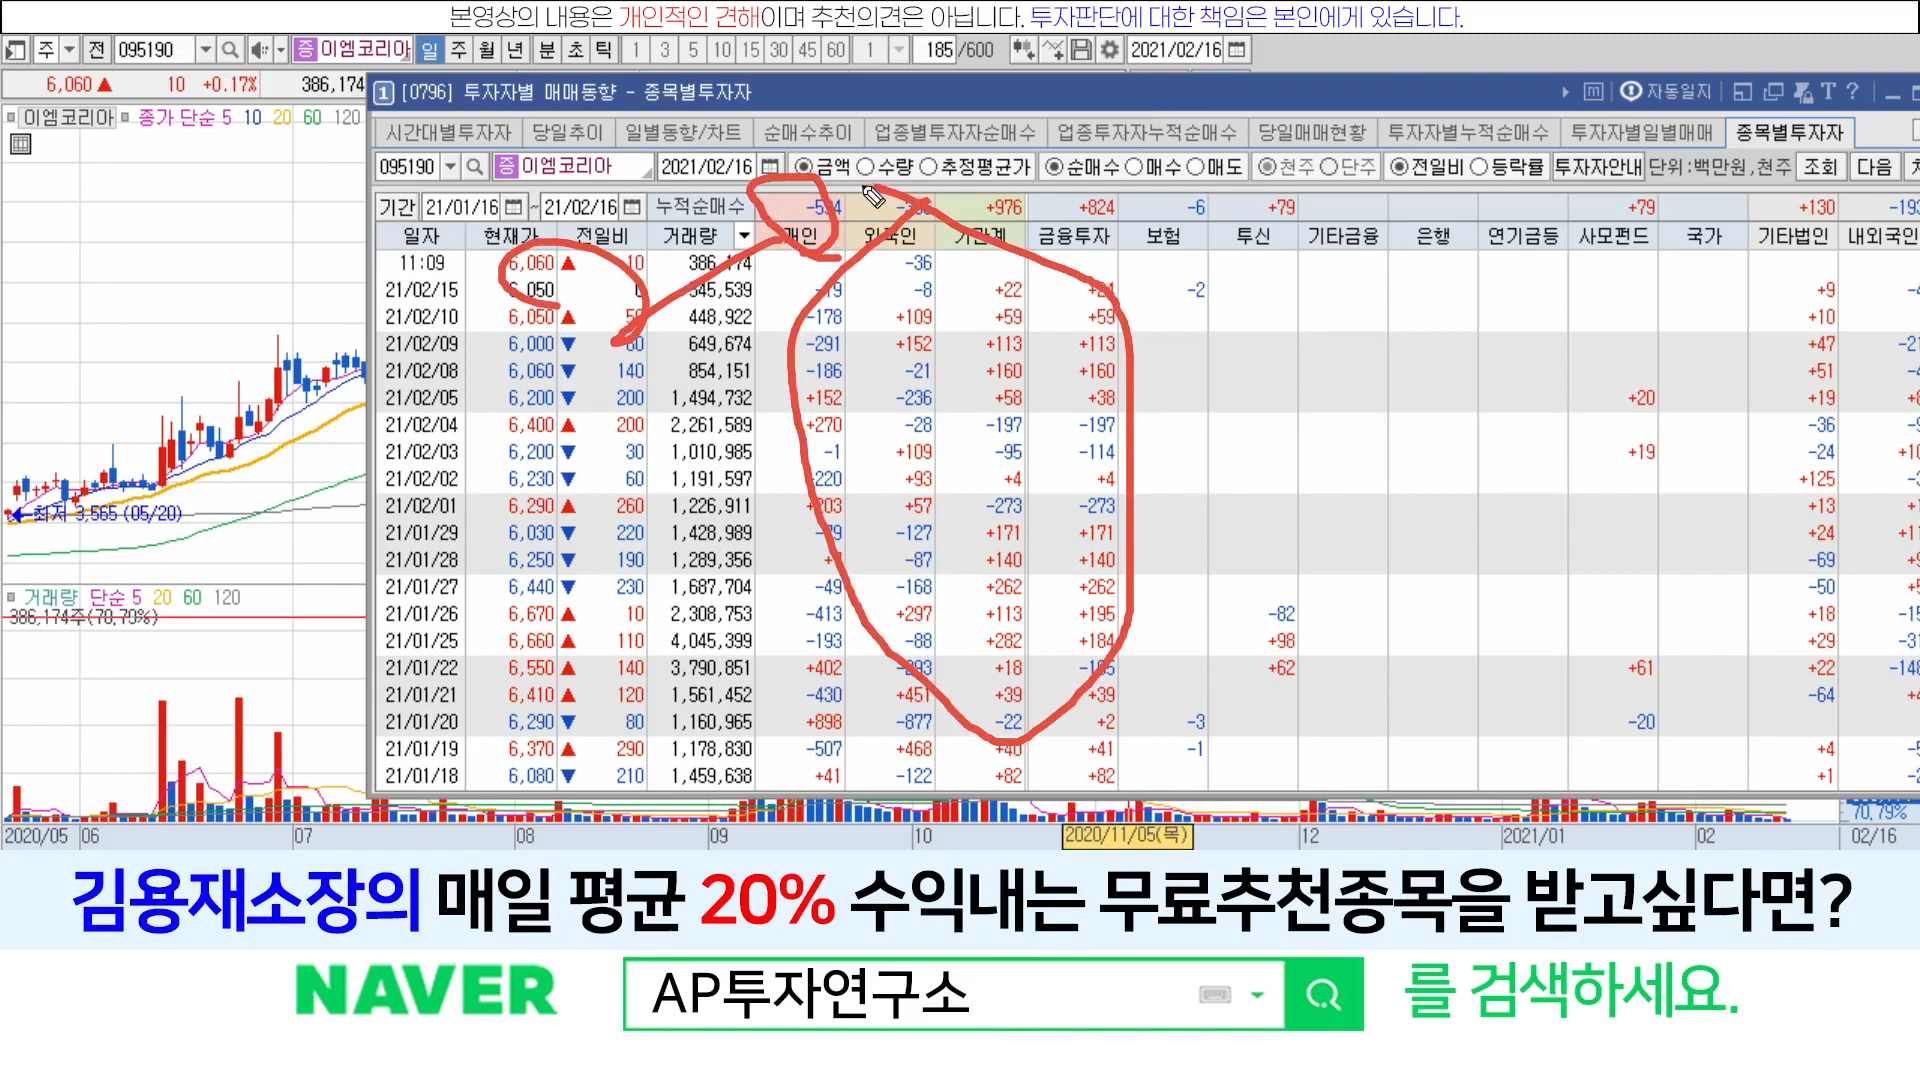 본영상의 내용은 개인적인 견해이며 추천의견은 아닙니다. 투자판단에 대한 책임은 본인에게 있습니다.
주 전 095190 증 이엠코리아 일 주 월 년 분 초 틱 1 3 5 10 15 30 45 60 1 185 /600 2021/02/16
6,060 ▲ 10 +0.17% 386,174
1 [0796] 투자자별 매매동향 - 종목별투자자 자동일지 T ?
이엠코리아 종가 단순 5 10 20 60 120
시간대별투자자 당일추이 일별동향/차트 순매수추이 업종별투자자순매수 업종투자자누적순매수 당일매매현황 투자자별누적순매수 투자자별일별매매 종목별투자자
095190 증 이엠코리아 2021/02/16 금액 수량 추정평균가 순매수 매수 매도 천주 단주 전일비 등락률 투자자안내 단위:백만원,천주 조회 다음
기간 21/01/16 ~ 21/02/16 누적순매수 +976 +824 -6 +79 +79 +130 -193
일자 현재가 전일비 거래량 개인 외국인 기관계 금융투자 보험 투신 기타금융 은행 연기금등 사모펀드 국가 기타법인 내외국인
11:09 6,060 ▲ 10 386,174 -36
21/02/15 6,050 0 545,539 -8 +22 -2 +9
21/02/10 6,050 ▲ 50 448,922 -178 +109 +59 +59 +10
21/02/09 6,000 ▼ 60 649,674 -291 +152 +113 +113 +47
21/02/08 6,060 ▼ 140 854,151 -186 -21 +160 +160 +51
21/02/05 6,200 ▼ 200 1,494,732 +152 -236 +58 +38 +20 +19
21/02/04 6,400 ▲ 200 2,261,589 +270 -28 -197 -197 -36
21/02/03 6,200 ▼ 30 1,010,985 -1 +109 -95 -114 +19 -24
21/02/02 6,230 ▼ 60 1,191,597 -220 +93 +4 +4 +125
21/02/01 6,290 ▲ 260 1,226,911 +203 +57 -273 -273 +13
21/01/29 6,030 ▼ 220 1,428,989 -127 +171 +171 +24
21/01/28 6,250 ▼ 190 1,289,356 -87 +140 +140 -69
21/01/27 6,440 ▼ 230 1,687,704 -49 -168 +262 +262 -50
21/01/26 6,670 ▲ 10 2,308,753 -413 +297 +113 +195 -82 +18
21/01/25 6,660 ▲ 110 4,045,399 -193 -88 +282 +184 +98 +29
21/01/22 6,550 ▲ 140 3,790,851 +402 +18 +62 +61 +22 -148
21/01/21 6,410 ▲ 120 1,561,452 -430 +451 +39 +39 -64
21/01/20 6,290 ▼ 80 1,160,965 +898 -877 -22 +2 -3 -20
21/01/19 6,370 ▲ 290 1,178,830 -507 +468 +40 +41 -1 +4
21/01/18 6,080 ▼ 210 1,459,638 +41 -122 +82 +82 +1
최저 3,565 (05/20)
거래량 단순 5 20 60 120
386,174주(70,79%)
70,79%
2020/05 06 07 08 09 10 2020/11/05(목) 12 2021/01 02 02/16
김용재소장의 매일 평균 20% 수익내는 무료추천종목을 받고싶다면?
NAVER AP투자연구소 를 검색하세요.